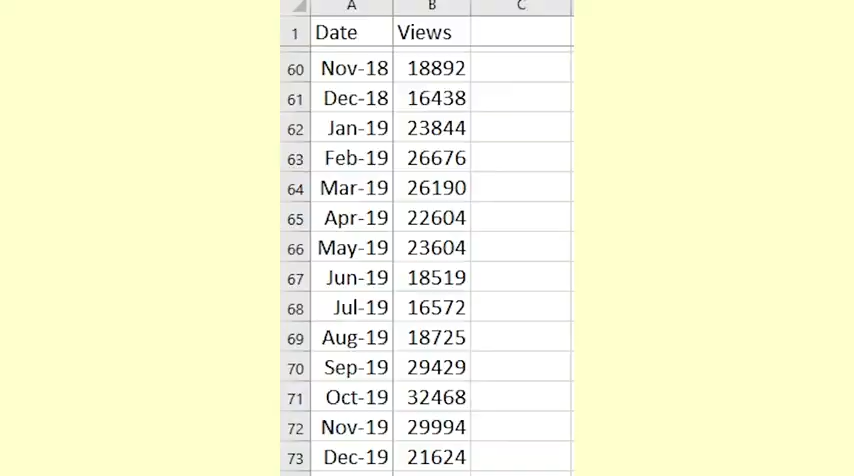 A B C
1 Date Views
60 Nov-18 18892
61 Dec-18 16438
62 Jan-19 23844
63 Feb-19 26676
64 Mar-19 26190
65 Apr-19 22604
66 May-19 23604
67 Jun-19 18519
68 Jul-19 16572
69 Aug-19 18725
70 Sep-19 29429
71 Oct-19 32468
72 Nov-19 29994
73 Dec-19 21624